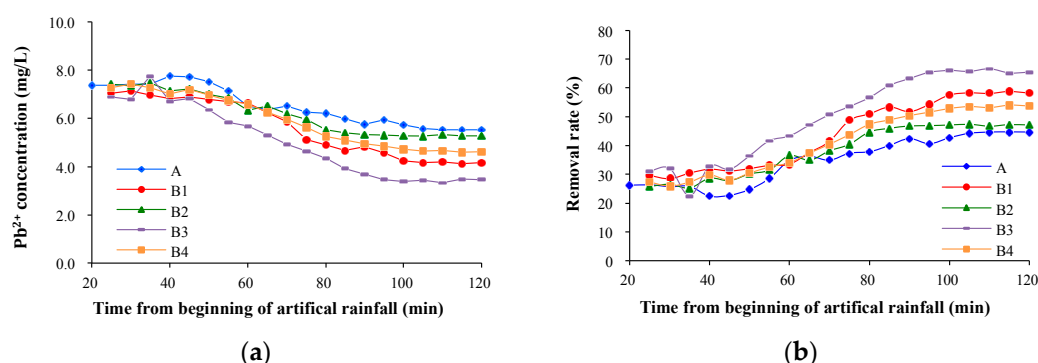 10.0
8.0
6.0
4.0
2.0
0.0
Pb²⁺ concentration (mg/L)
A
B1
B2
B3
B4
20 40 60 80 100 120
Time from beginning of artifical rainfall (min)
(a)
80
70
60
50
40
30
20
10
0
Removal rate (%)
A
B1
B2
B3
B4
20 40 60 80 100 120
Time from beginning of artifical rainfall (min)
(b)